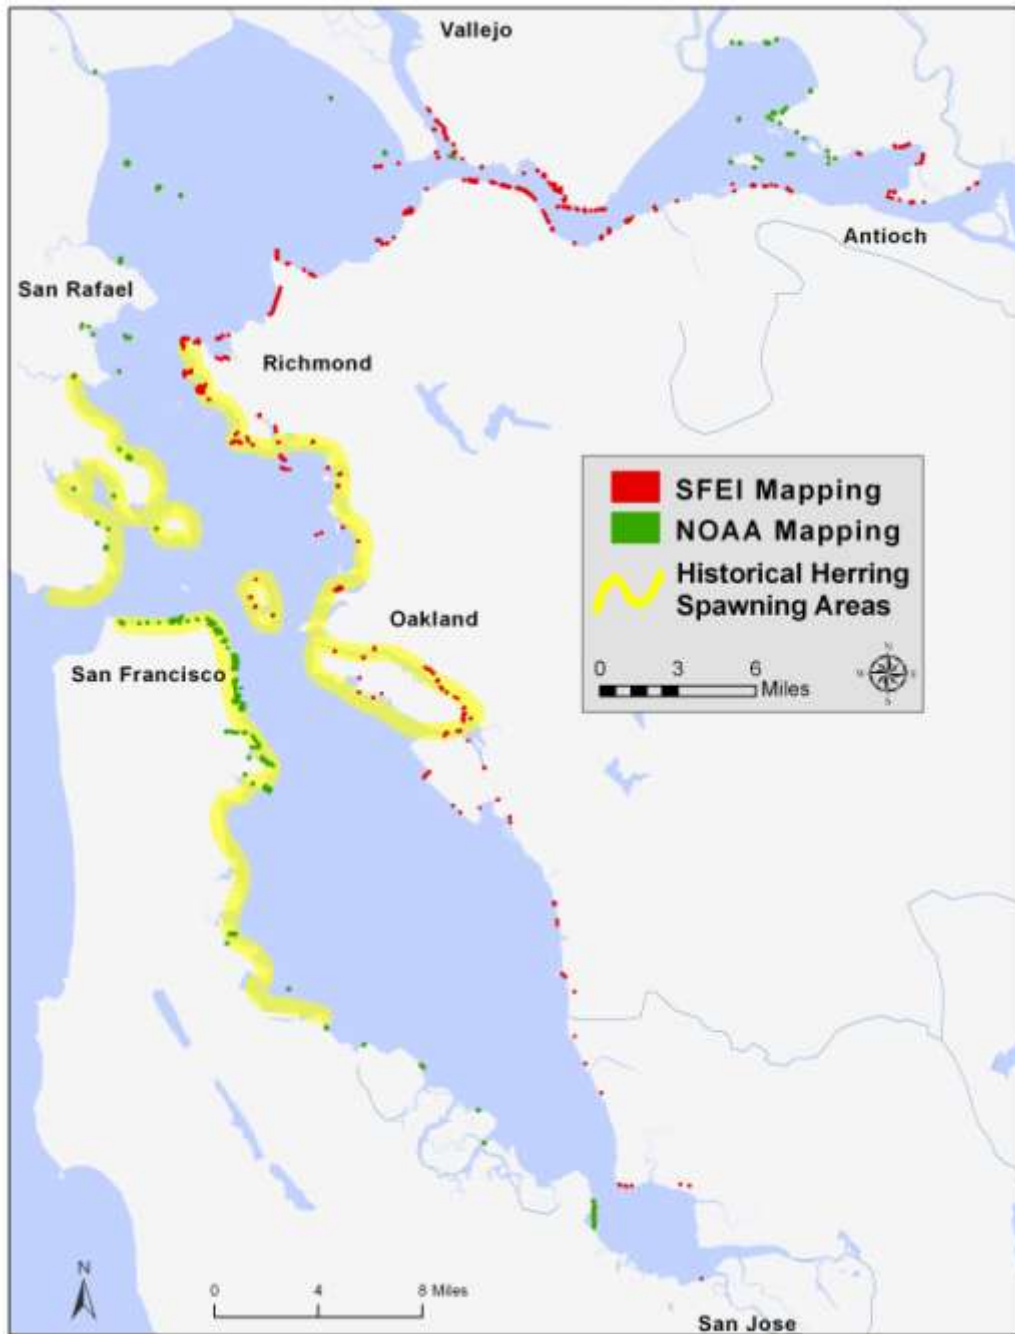 Vallejo
Antioch
San Rafael
Richmond
SFEI Mapping
NOAA Mapping
Historical Herring
Spawning Areas
0 3 6
Miles
N
W E
S
Oakland
San Francisco
N
0 4 8 Miles
San Jose